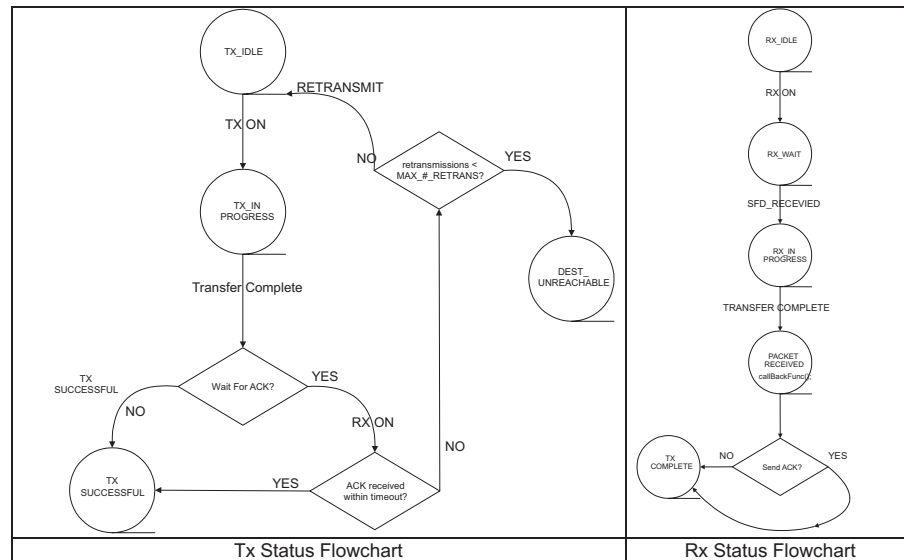 TX_IDLE
RETRANSMIT
TX ON
NO
retransmissions <
MAX_#_RETRANS?
YES
TX_IN
PROGRESS
DEST_
UNREACHABLE
Transfer Complete
TX
SUCCESSFUL
Wait For ACK?
YES
NO
RX ON
NO
TX
SUCCESSFUL
YES
ACK received
within timeout?
Tx Status Flowchart
RX_IDLE
RX ON
RX_WAIT
SFD_RECEVIED
RX_IN
PROGRESS
TRANSFER COMPLETE
PACKET
RECEIVED
callBackFunc();
TX
COMPLETE
NO
Send ACK?
YES
Rx Status Flowchart